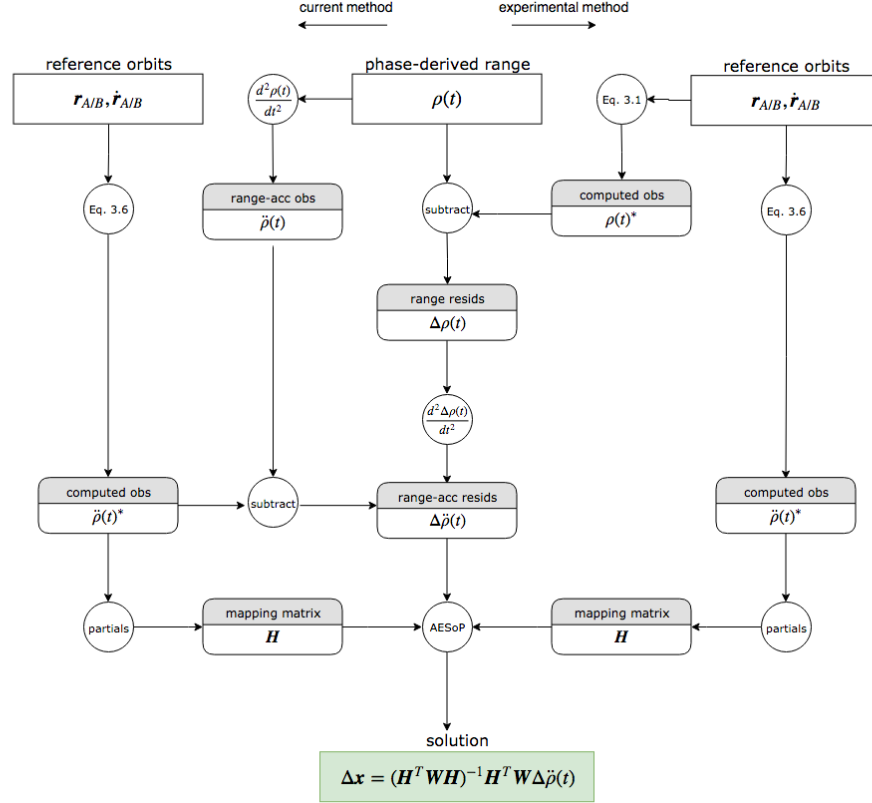 current method
experimental method
reference orbits
phase-derived range
reference orbits
r_{A/B}, ṙ_{A/B}
d²ρ(t)
dt²
ρ(t)
Eq. 3.1
r_{A/B}, ṙ_{A/B}
Eq. 3.6
range-acc obs
ρ̈(t)
subtract
computed obs
ρ(t)*
Eq. 3.6
range resids
Δρ(t)
d²Δρ(t)
dt²
computed obs
ρ̈(t)*
subtract
range-acc resids
Δρ̈(t)
computed obs
ρ̈(t)*
partials
mapping matrix
H
AESoP
mapping matrix
H
partials
solution
Δx = (HᵀWH)⁻¹HᵀWΔρ̈(t)